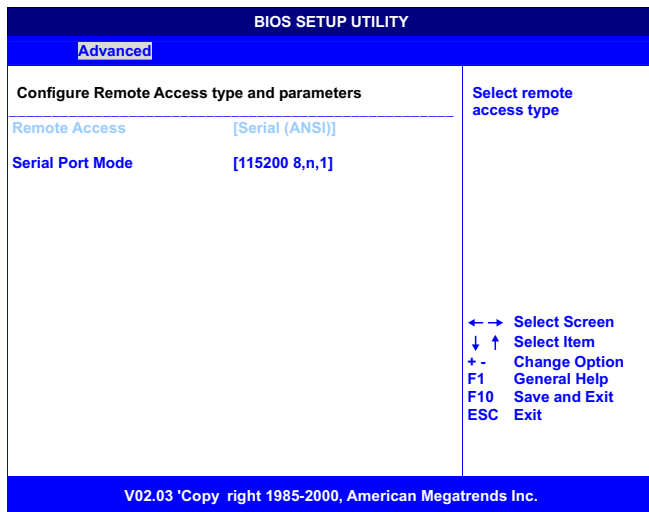 BIOS SETUP UTILITY
Advanced
Configure Remote Access type and parameters
Remote Access [Serial (ANSI)]
Serial Port Mode [115200 8,n,1]
Select remote
access type
←→ Select Screen
↓ ↑ Select Item
+ - Change Option
F1 General Help
F10 Save and Exit
ESC Exit
V02.03 'Copy right 1985-2000, American Megatrends Inc.